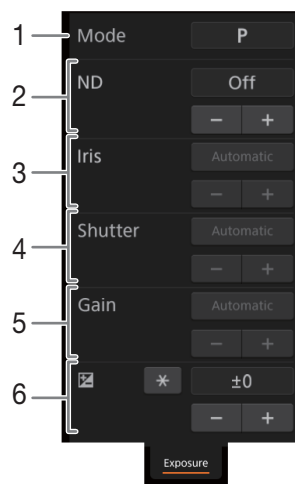 1 Mode P
2 ND Off
− +
3 Iris Automatic
− +
4 Shutter Automatic
− +
5 Gain Automatic
− +
6 * ±0
− +
Exposure